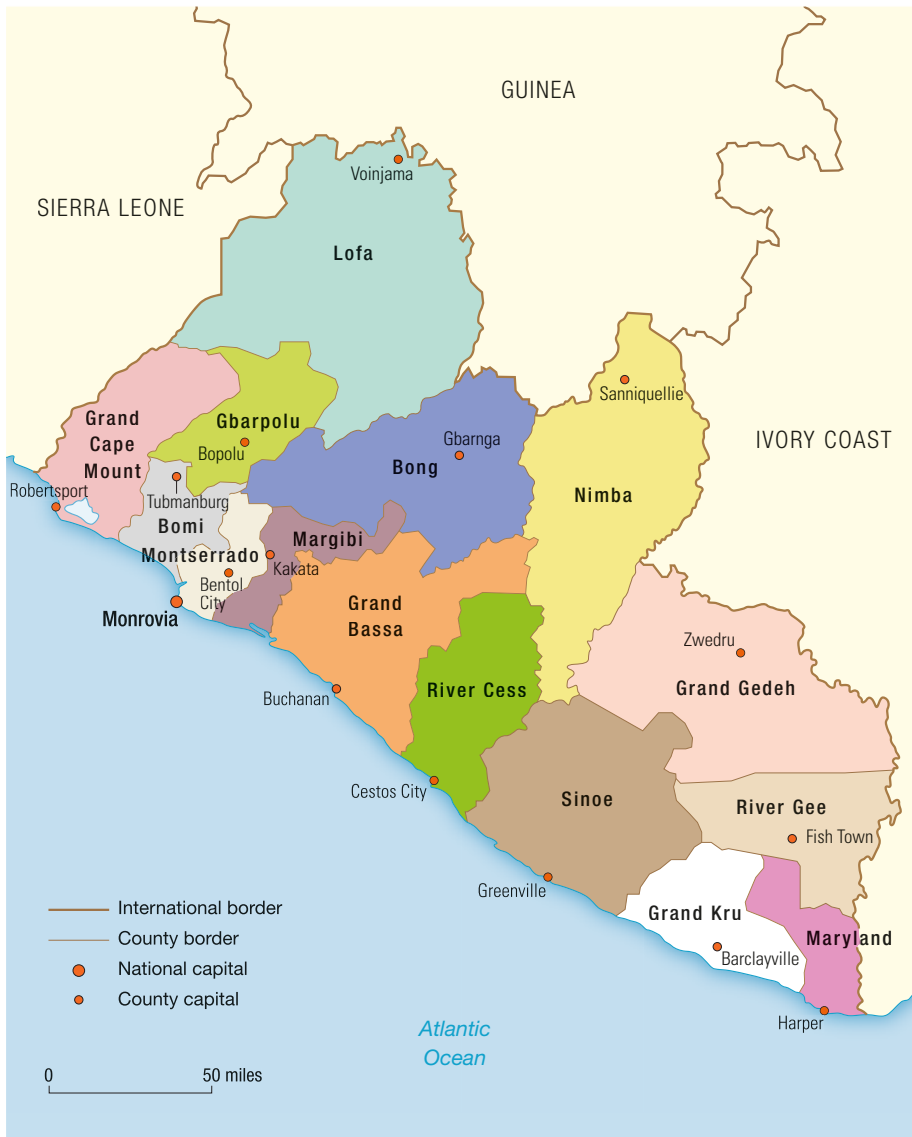 GUINEA
Voinjama
SIERRA LEONE
Lofa
Sanniquellie
Grand
Cape
Mount
Gbarpolu
Bopolu
Gbarnga
Bong
IVORY COAST
Nimba
Robertsport
Tubmanburg
Bomi
Montserrado
Margibi
Kakata
Bentol
City
Monrovia
Grand
Bassa
Zwedru
Grand Gedeh
River Cess
Buchanan
Cestos City
Sinoe
River Gee
Fish Town
Greenville
Grand Kru
Barclayville
Maryland
Harper
International border
County border
National capital
County capital
Atlantic
Ocean
0 50 miles